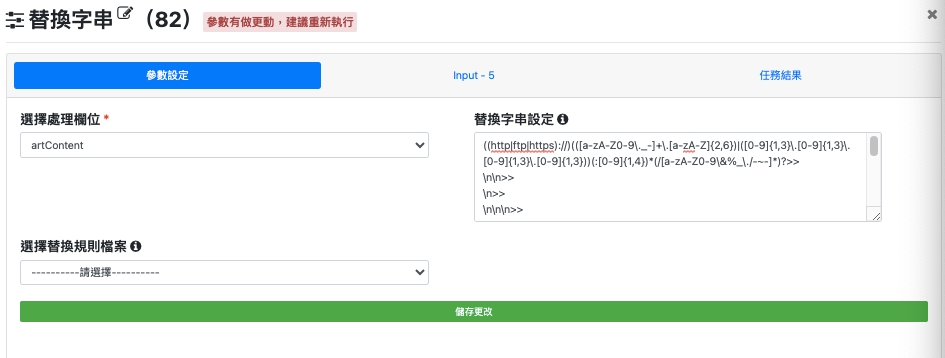 替換字串 （82） 參數有做更動，建議重新執行
參數設定
Input - 5
任務結果
選擇處理欄位 *
artContent
替換字串設定
((http|ftp|https)://)(([a-zA-Z0-9\._-]+\.[a-zA-Z]{2,6})|([0-9]{1,3}\.[0-9]{1,3}\.
[0-9]{1,3}\.[0-9]{1,3}))(:[0-9]{1,4})*(/[a-zA-Z0-9\&%_\./-~-]*)?>>
\n\n>>
\n>>
\n\n\n>>
選擇替換規則檔案
----------請選擇----------
儲存更改